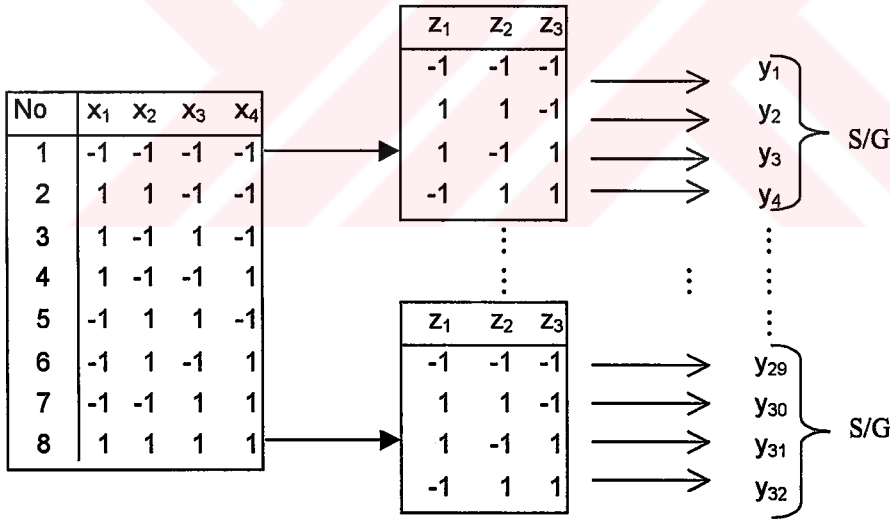 No x₁ x₂ x₃ x₄
1 -1 -1 -1 -1
2 1 1 -1 -1
3 1 -1 1 -1
4 1 -1 -1 1
5 -1 1 1 -1
6 -1 1 -1 1
7 -1 -1 1 1
8 1 1 1 1
z₁ z₂ z₃
-1 -1 -1
1 1 -1
1 -1 1
-1 1 1
y₁
y₂
y₃
y₄
S/G
z₁ z₂ z₃
-1 -1 -1
1 1 -1
1 -1 1
-1 1 1
y₂₉
y₃₀
y₃₁
y₃₂
S/G